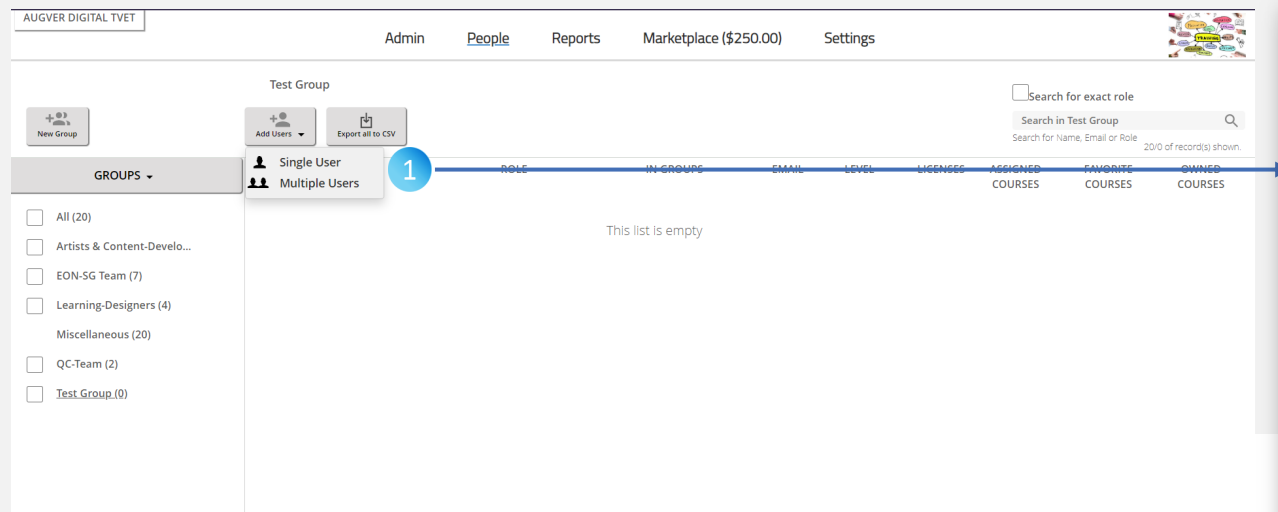 AUGVER DIGITAL TVET
Admin People Reports Marketplace ($250.00) Settings
TRAINING
Test Group
Search for exact role
New Group
Add Users
Export all to CSV
Search in Test Group
Search for Name, Email or Role
20/0 of record(s) shown.
Single User
Multiple Users
1
GROUPS
ROLE IN GROUPS EMAIL LEVEL LICENSES ASSIGNED COURSES FAVORITE COURSES OWNED COURSES
All (20)
Artists & Content-Develo...
EON-SG Team (7)
Learning-Designers (4)
Miscellaneous (20)
QC-Team (2)
Test Group (0)
This list is empty